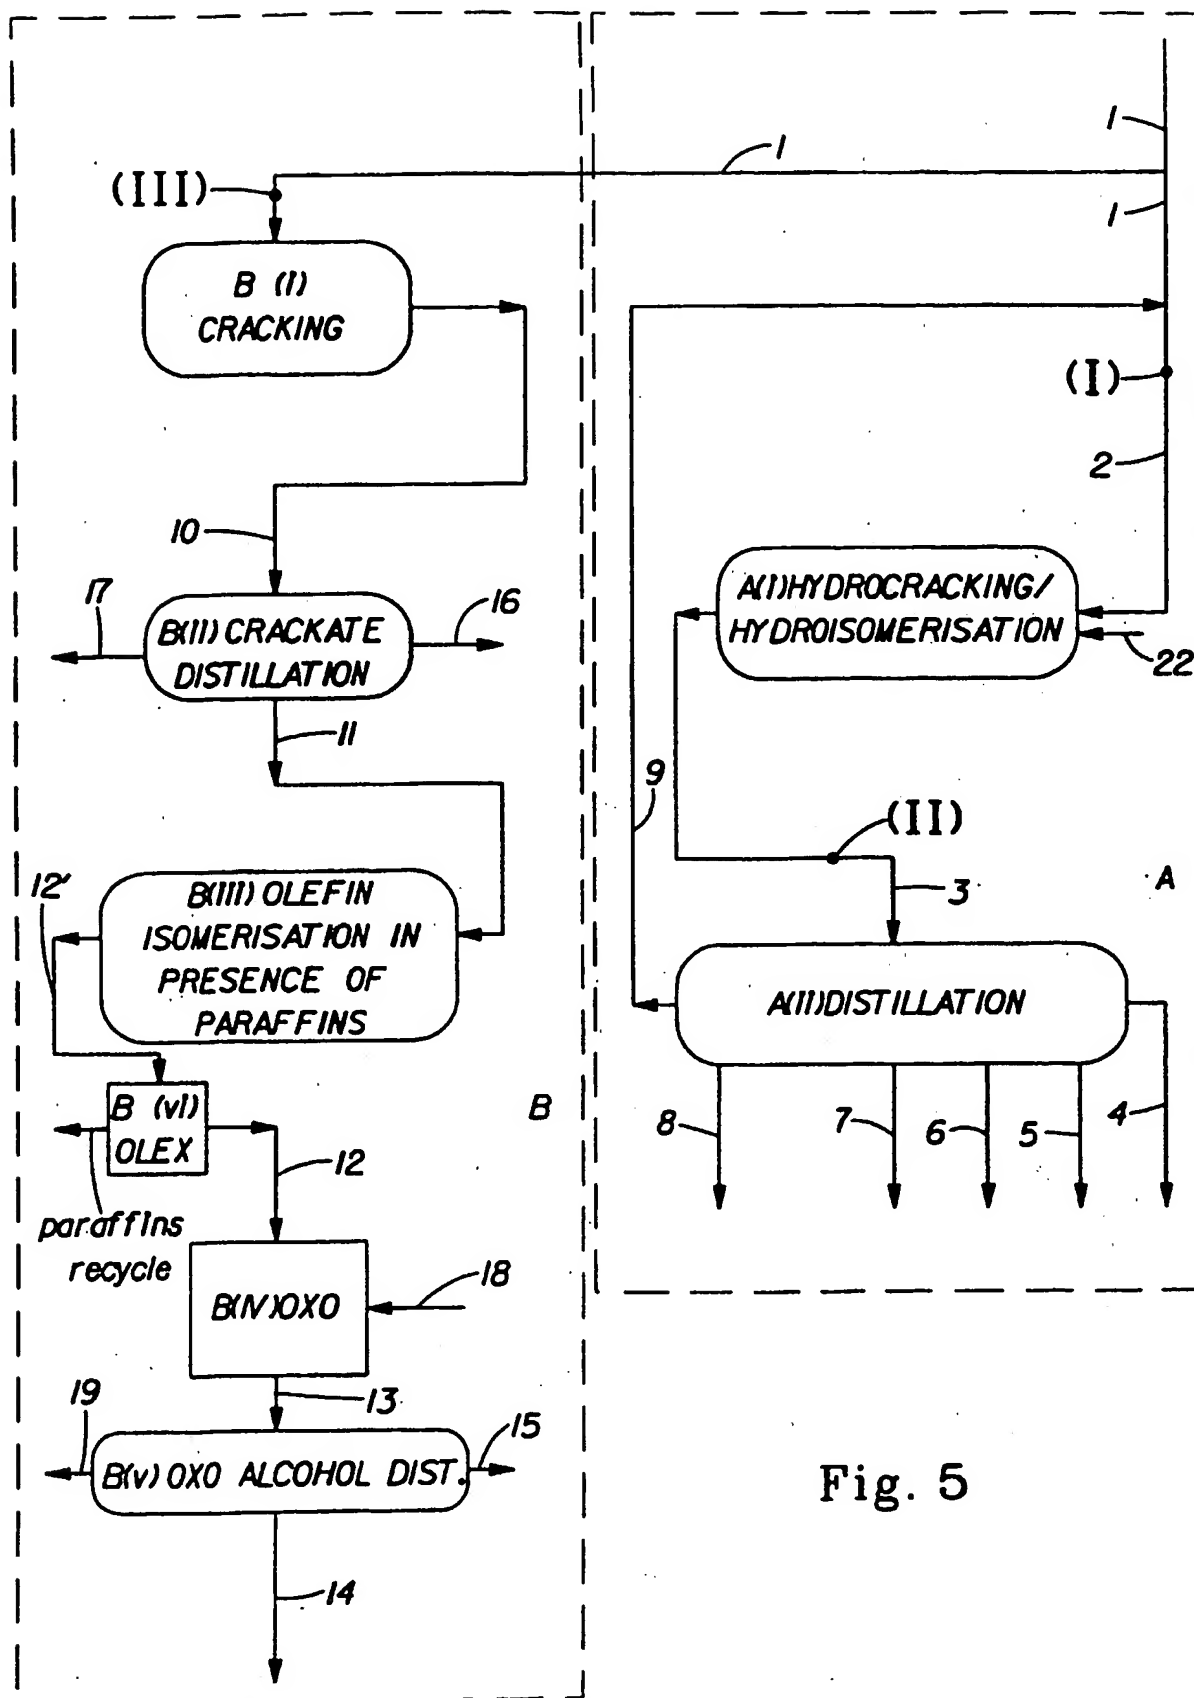 1
1
1
(III)
B (I)
CRACKING
(I)
2
10
A(I)HYDROCRACKING/
HYDROISOMERISATION
22
17
16
B(II) CRACKATE
DISTILLATION
11
9
(II)
3
A
12'
B(III) OLEFIN
ISOMERISATION IN
PRESENCE OF
PARAFFINS
A(II)DISTILLATION
B (vi)
OLEX
B
12
8
7
6
5
4
paraffins
recycle
18
B(IV)OXO
13
19
15
B(v) OXO ALCOHOL DIST.
14
Fig. 5